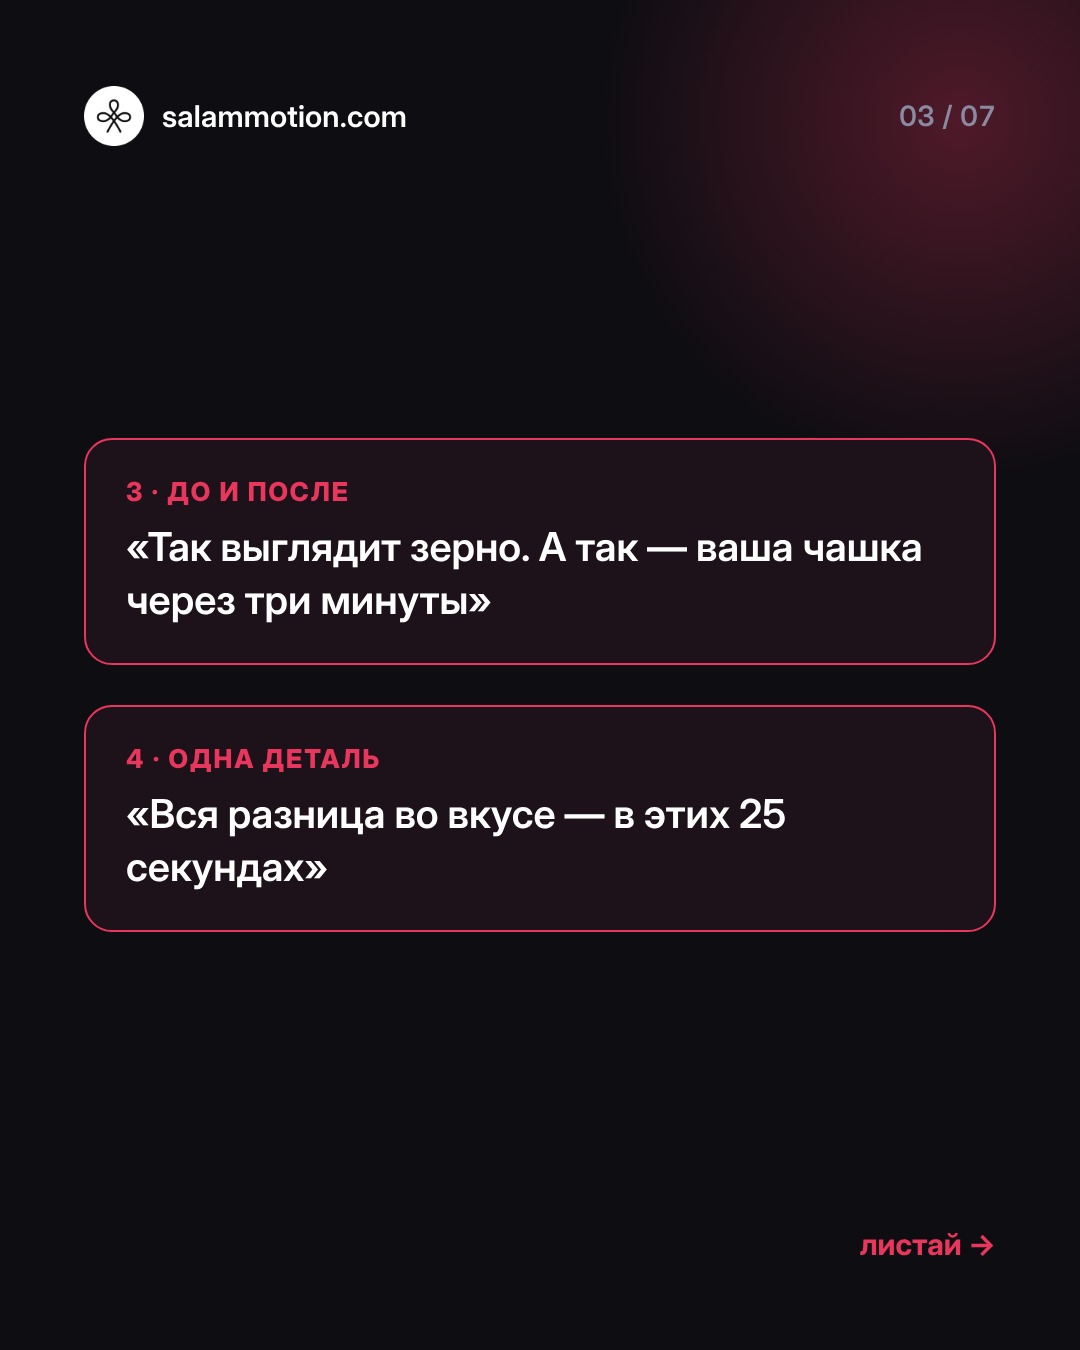 salammotion.com
03 / 07
3 · ДО И ПОСЛЕ
«Так выглядит зерно. А так — ваша чашка
через три минуты»
4 · ОДНА ДЕТАЛЬ
«Вся разница во вкусе — в этих 25
секундах»
листай →